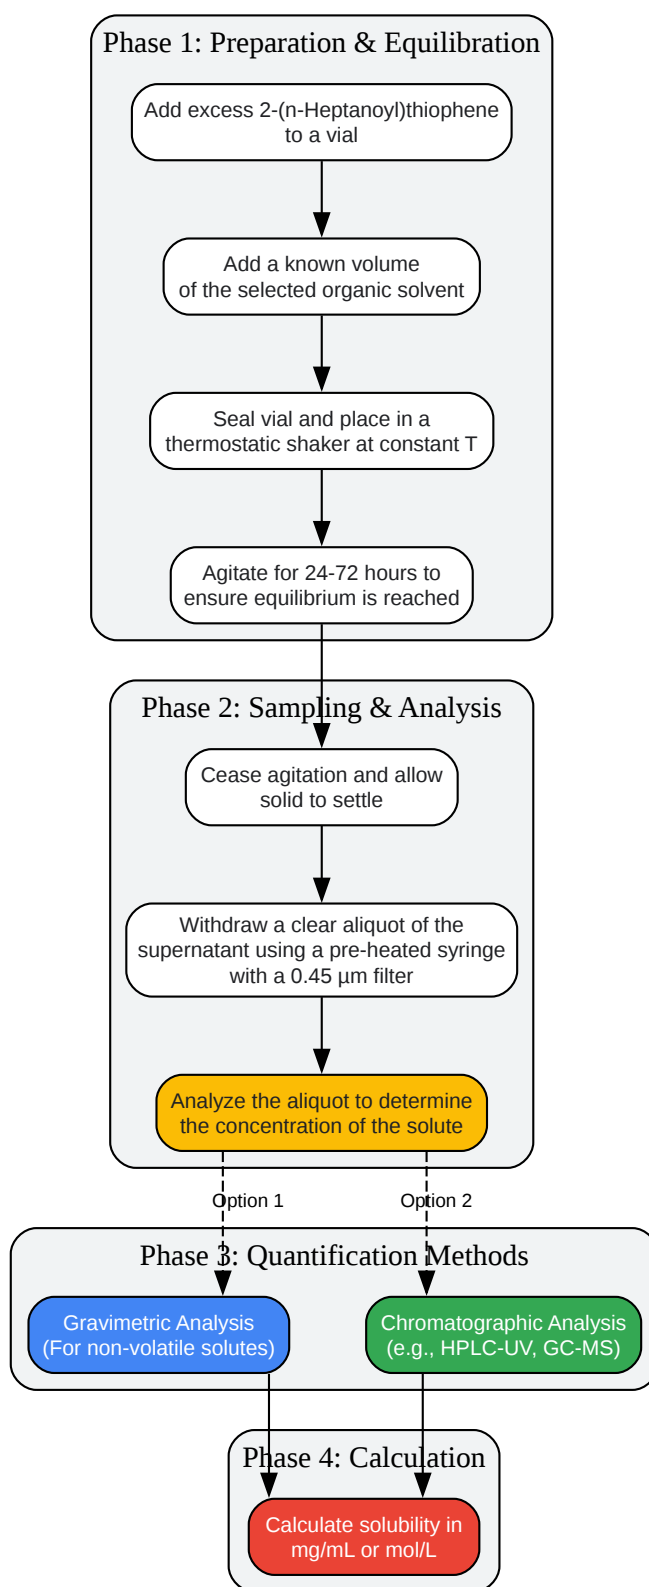 Phase 1: Preparation & Equilibration
Add excess 2-(n-Heptanoyl)thiophene
to a vial
Add a known volume
of the selected organic solvent
Seal vial and place in a
thermostatic shaker at constant T
Agitate for 24-72 hours to
ensure equilibrium is reached
Phase 2: Sampling & Analysis
Cease agitation and allow
solid to settle
Withdraw a clear aliquot of the
supernatant using a pre-heated syringe
with a 0.45 µm filter
Analyze the aliquot to determine
the concentration of the solute
Option 1
Option 2
Phase 3: Quantification Methods
Gravimetric Analysis
(For non-volatile solutes)
Chromatographic Analysis
(e.g., HPLC-UV, GC-MS)
Phase 4: Calculation
Calculate solubility in
mg/mL or mol/L